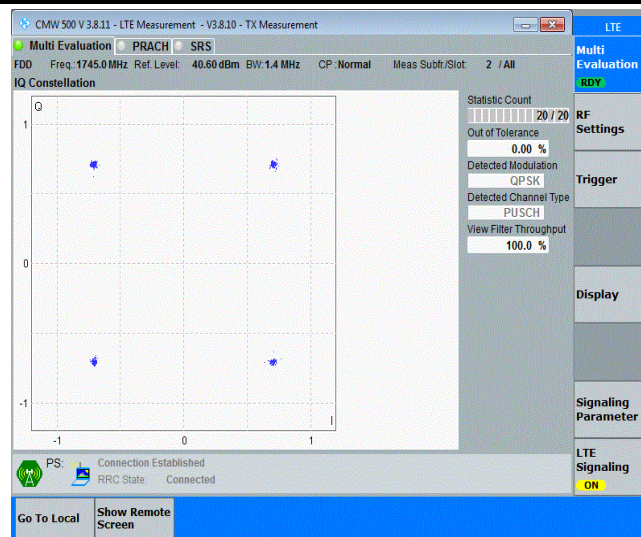 CMW 500 V 3.8.11 - LTE Measurement - V3.8.10 - TX Measurement
LTE
Multi Evaluation PRACH SRS
Multi
Evaluation
RDY
FDD Freq.:1745.0 MHz Ref. Level: 40.60 dBm BW:1.4 MHz CP :Normal Meas Subfr./Slot: 2 / All
IQ Constellation
Q
1
0
-1
-1
0
1
I
Statistic Count
20 / 20
Out of Tolerance
0.00 %
Detected Modulation
QPSK
Detected Channel Type
PUSCH
View Filter Throughput
100.0 %
RF
Settings
Trigger
Display
Signaling
Parameter
LTE
Signaling
ON
PS: Connection Established
RRC State: Connected
Go To Local
Show Remote
Screen